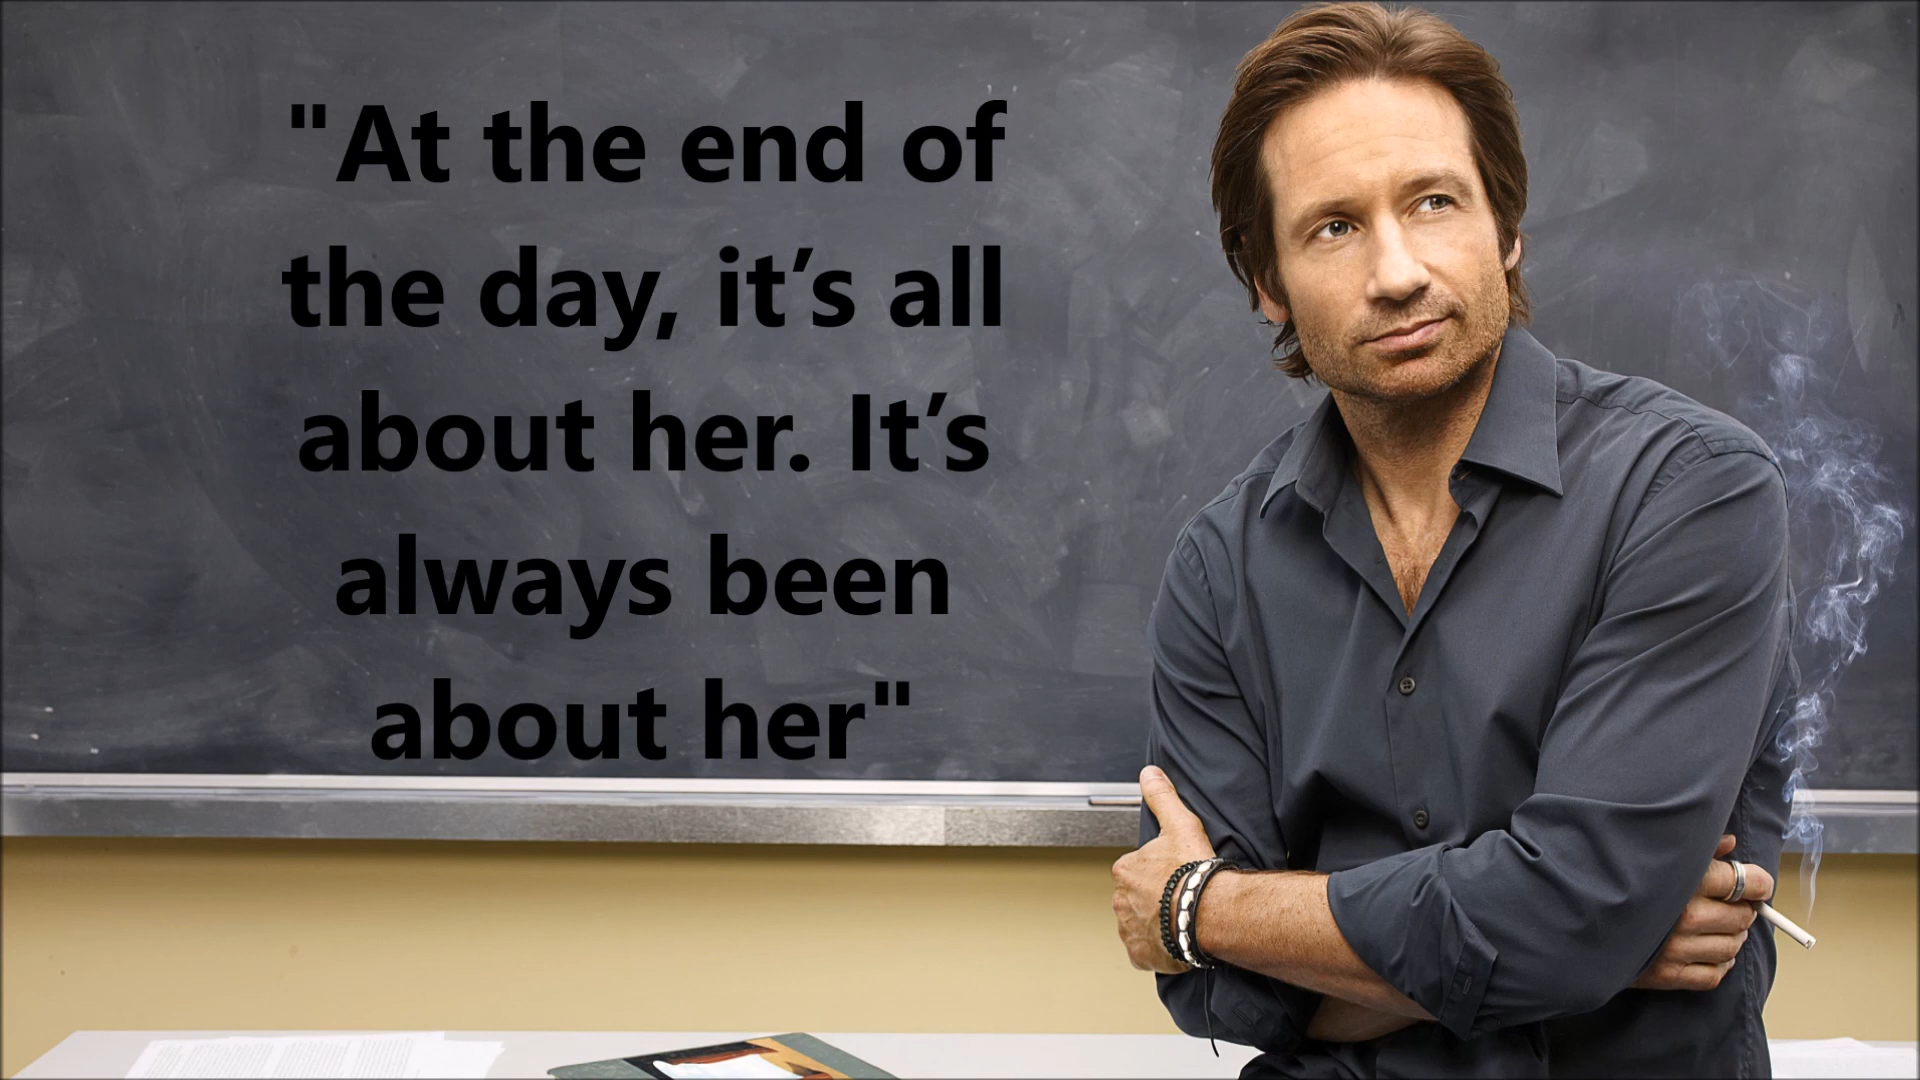 "At the end of
the day, it’s all
about her. It’s
always been
about her"